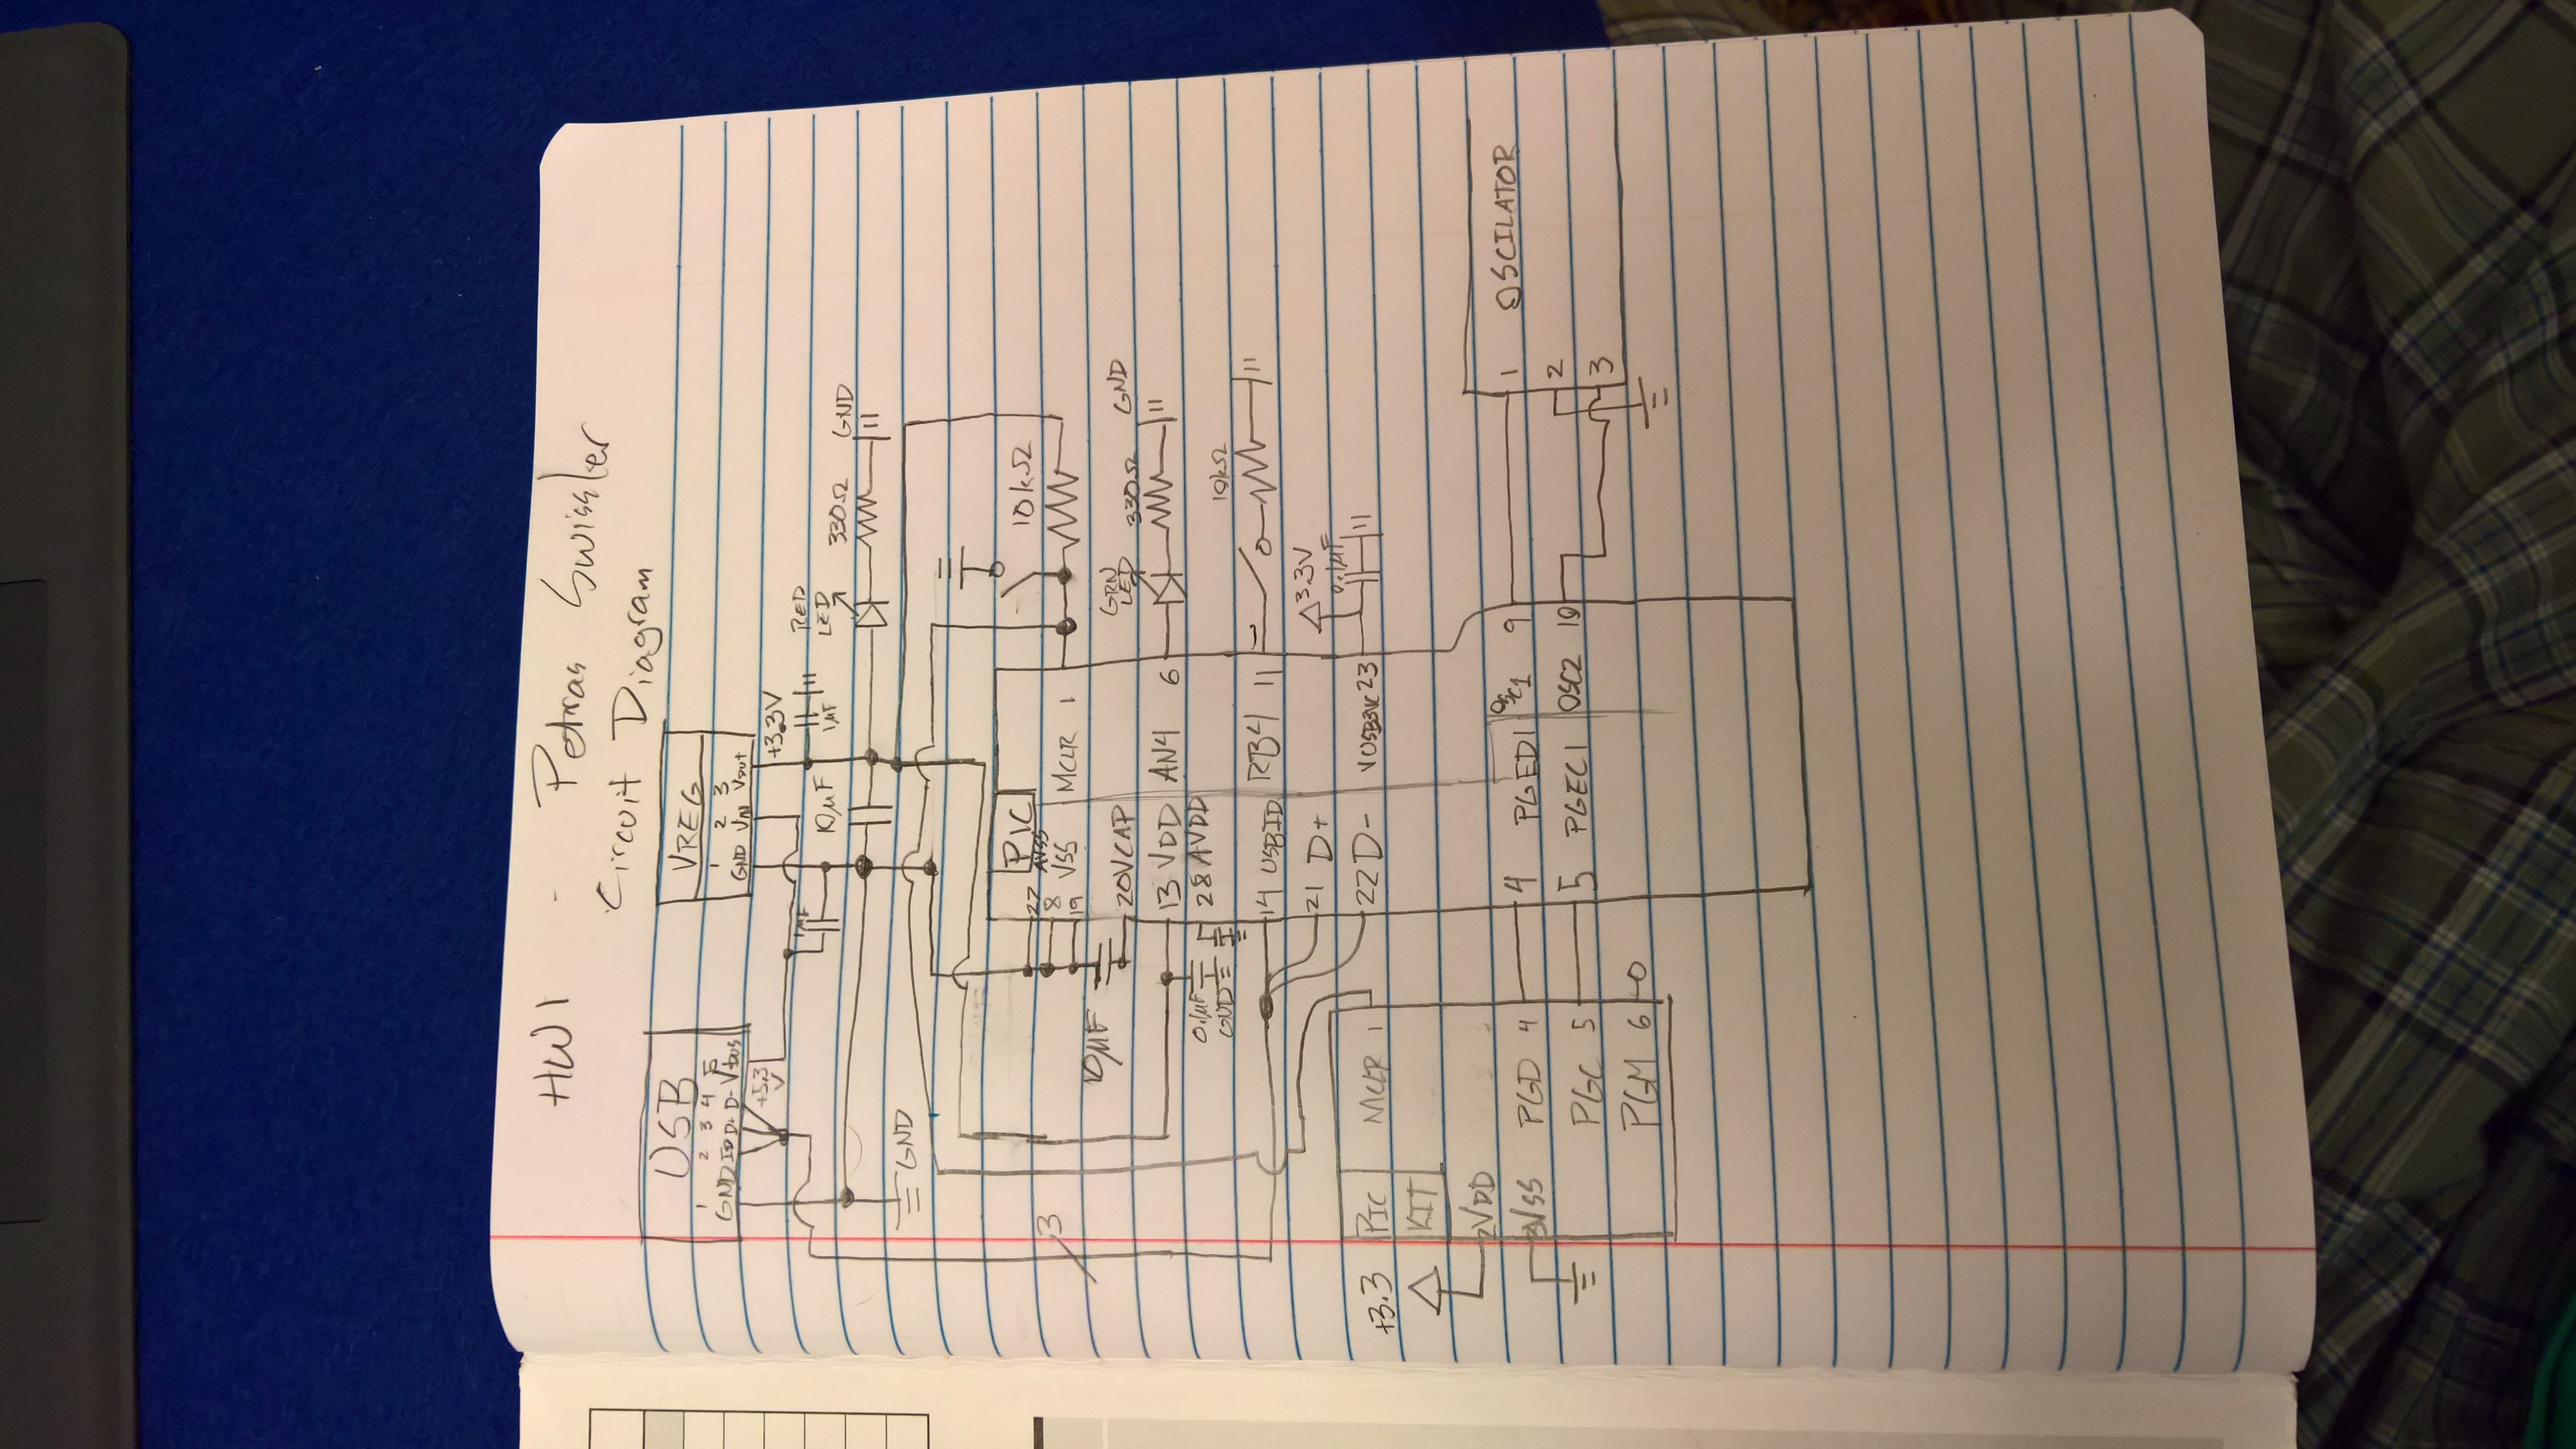 HW1 - Petras Swissler
Circuit Diagram
USB
1 2 3 4 5
GND ID D+ D- Vbus
VREG
1 2 3
GND VIN Vout
+5.3
V
+3.3V
1µF
1µF
10µF
RED
LED
330Ω
GND
GND
3
10µF
PIC
27 AVSS
8 VSS
19
MCLR 1
10kΩ
20 VCAP
13 VDD
AN4 6
GRN
LED
330Ω
GND
0.1µF
GND
28 AVDD
14 USBID
RB4 11
10kΩ
21 D+
22 D-
VUSB3V3 23
3.3V
0.1µF
+3.3
PIC
KIT
MCLR 1
2 VDD
3 VSS
PGD 4
PGC 5
PGM 6
4 PGED1
OSC1 9
5 PGEC1
OSC2 10
1
2
3
OSCILATOR